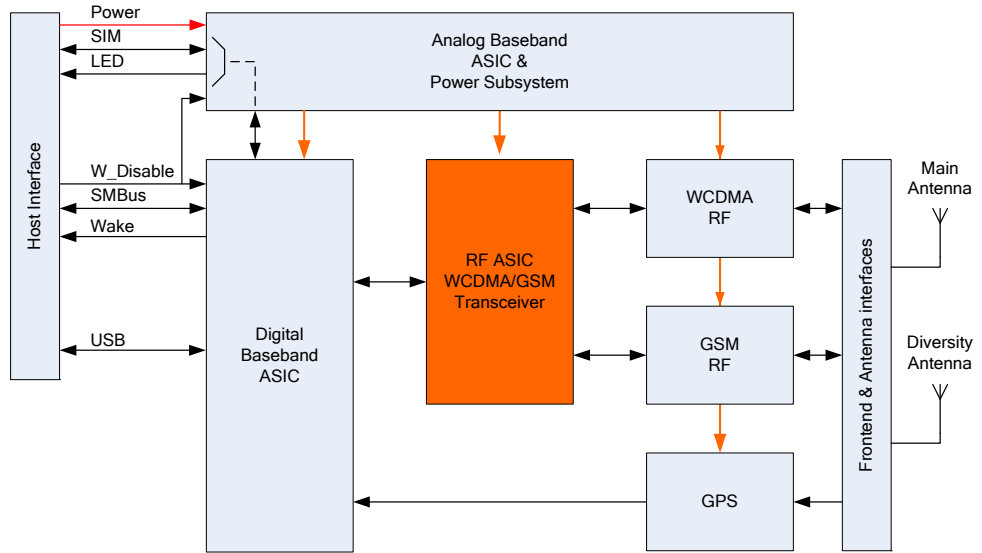 Power
SIM
LED
W_Disable
SMBus
Wake
USB
Host Interface
Analog Baseband
ASIC &
Power Subsystem
Digital
Baseband
ASIC
RF ASIC
WCDMA/GSM
Transceiver
WCDMA
RF
GSM
RF
GPS
Frontend & Antenna interfaces
Main
Antenna
Diversity
Antenna